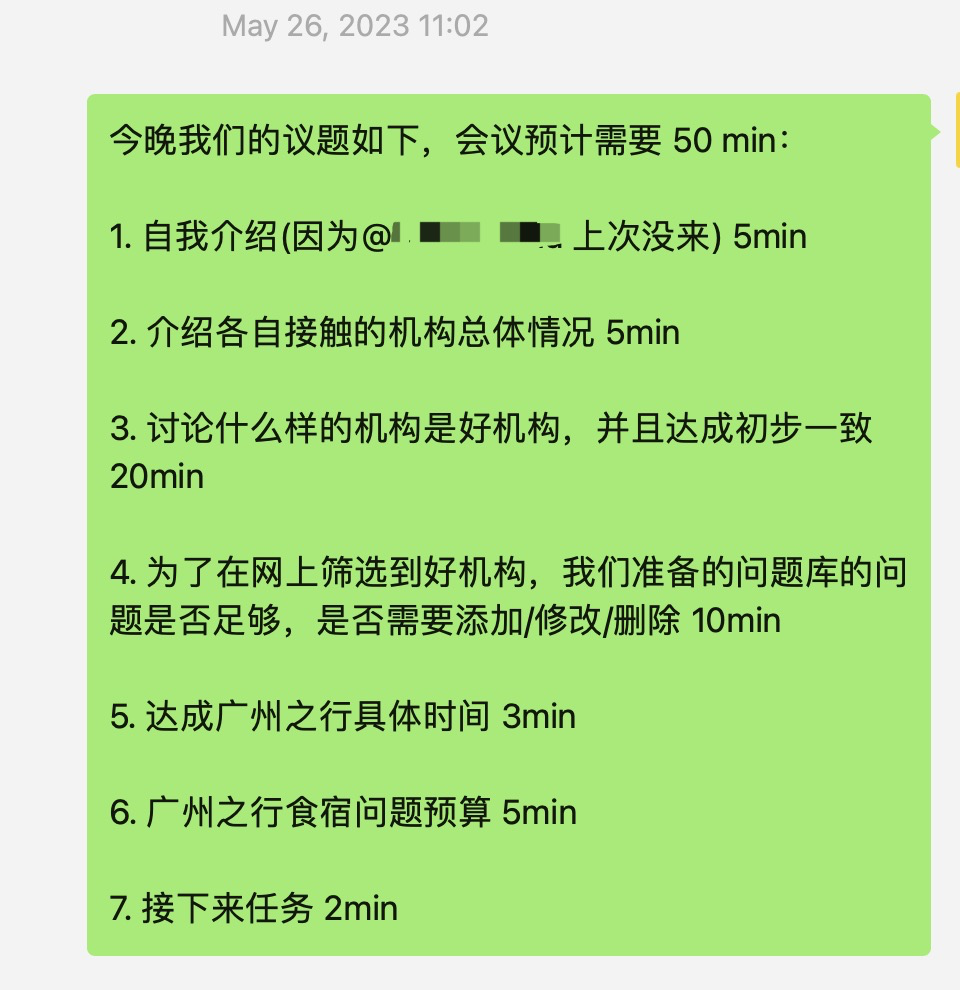 May 26, 2023 11:02
今晚我们的议题如下，会议预计需要 50 min：
1. 自我介绍(因为@ 上次没来) 5min
2. 介绍各自接触的机构总体情况 5min
3. 讨论什么样的机构是好机构，并且达成初步一致
20min
4. 为了在网上筛选到好机构，我们准备的问题库的问
题是否足够，是否需要添加/修改/删除 10min
5. 达成广州之行具体时间 3min
6. 广州之行食宿问题预算 5min
7. 接下来任务 2min